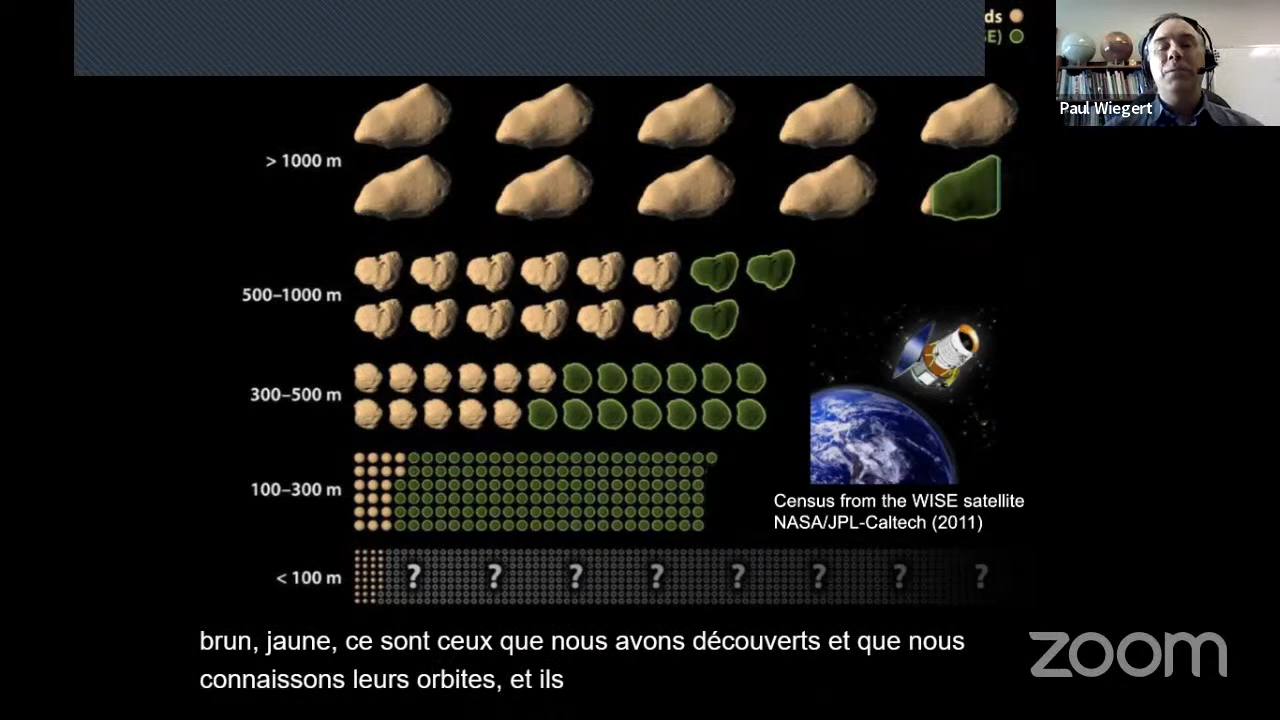 ds
E)
Paul Wiegert
> 1000 m
500–1000 m
300–500 m
100–300 m
Census from the WISE satellite
NASA/JPL-Caltech (2011)
< 100 m
? ? ? ? ? ? ? ?
brun, jaune, ce sont ceux que nous avons découverts et que nous
connaissons leurs orbites, et ils
zoom